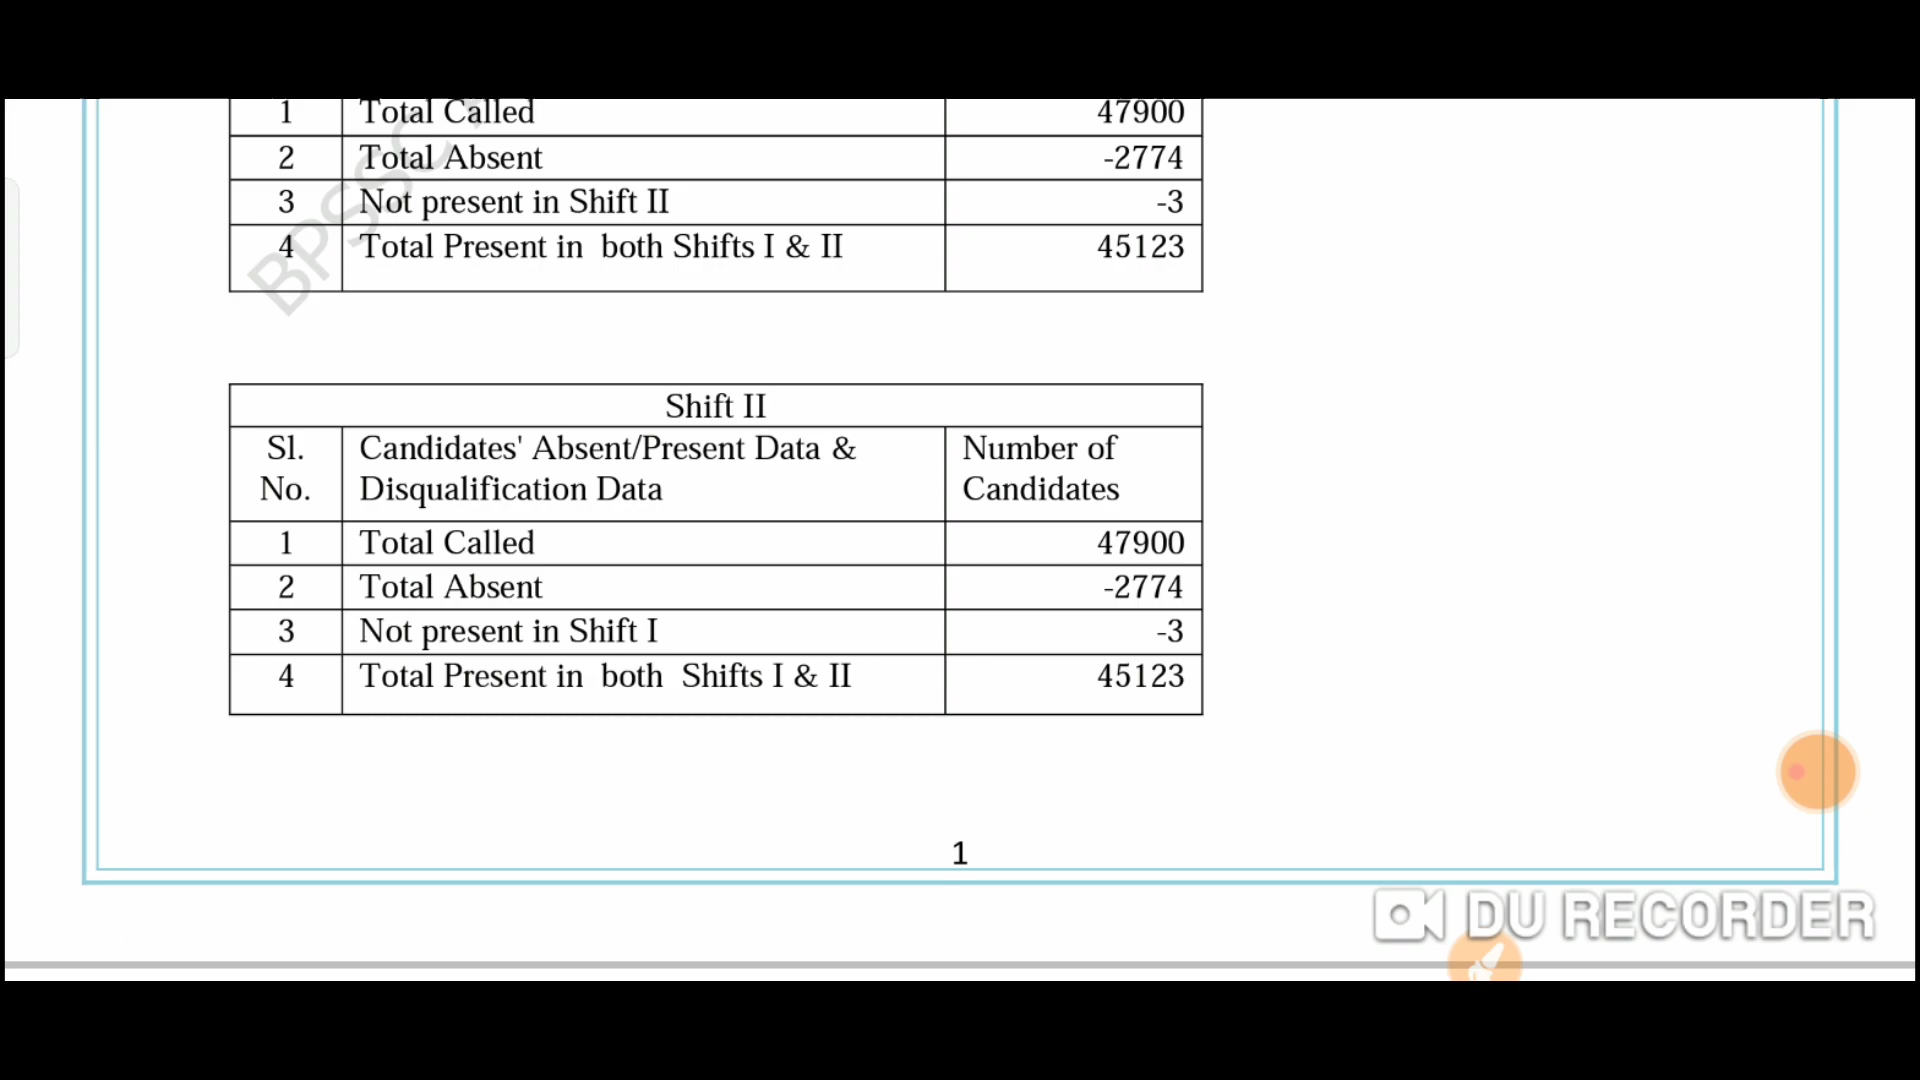 1 Total Called 47900
2 Total Absent -2774
3 Not present in Shift II -3
4 Total Present in both Shifts I & II 45123
BPSSC
Shift II
Sl. Candidates' Absent/Present Data & Number of
No. Disqualification Data Candidates
1 Total Called 47900
2 Total Absent -2774
3 Not present in Shift I -3
4 Total Present in both Shifts I & II 45123
1
DU RECORDER